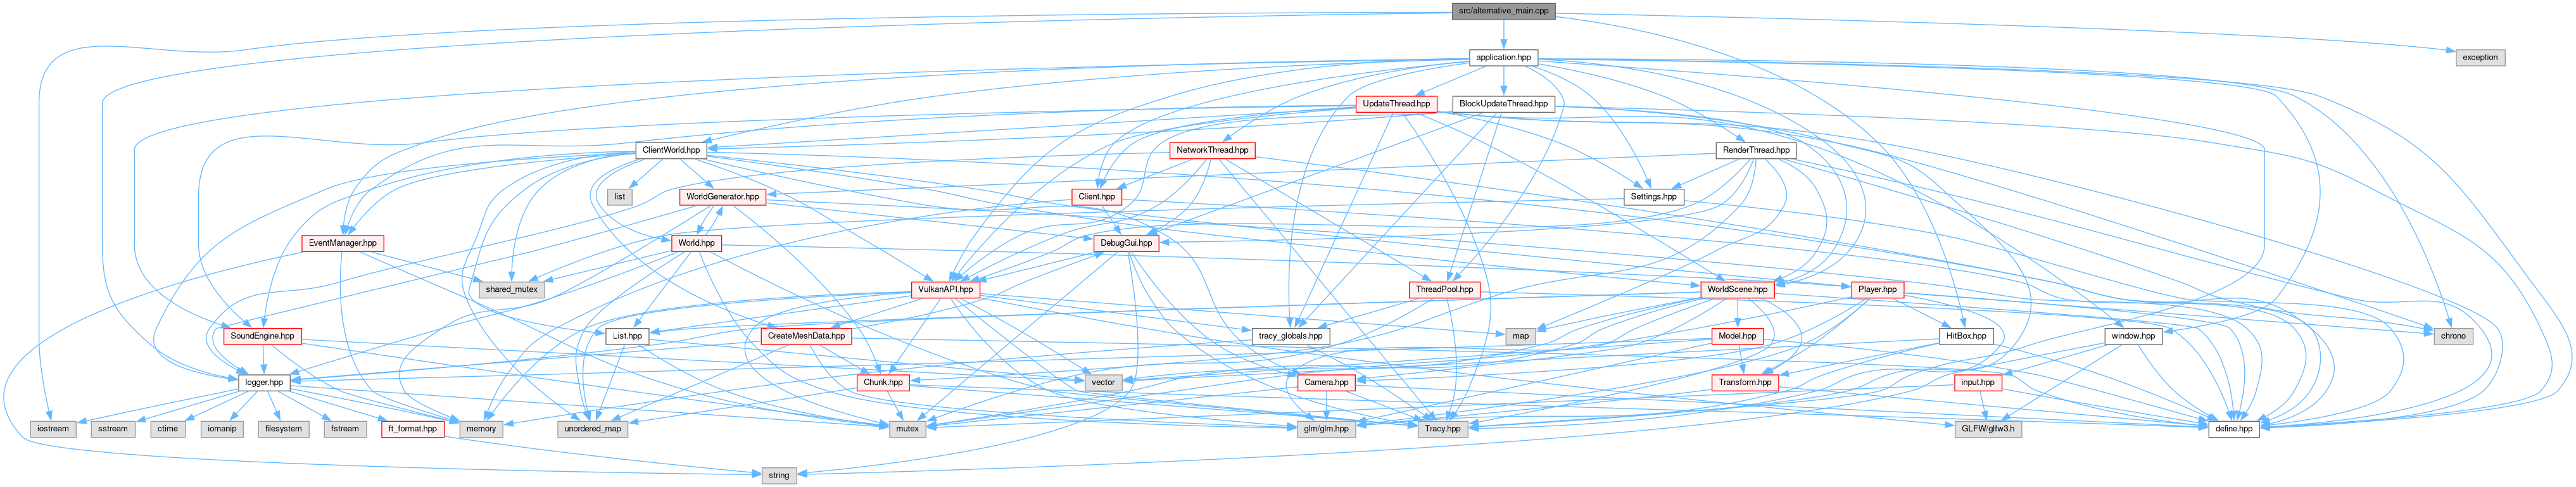 src/alternative_main.cpp
application.hpp
exception
UpdateThread.hpp
BlockUpdateThread.hpp
ClientWorld.hpp
NetworkThread.hpp
RenderThread.hpp
list
WorldGenerator.hpp
Client.hpp
Settings.hpp
EventManager.hpp
World.hpp
DebugGui.hpp
shared_mutex
VulkanAPI.hpp
ThreadPool.hpp
WorldScene.hpp
Player.hpp
SoundEngine.hpp
List.hpp
CreateMeshData.hpp
tracy_globals.hpp
map
Model.hpp
HitBox.hpp
window.hpp
chrono
logger.hpp
Chunk.hpp
vector
Camera.hpp
Transform.hpp
input.hpp
iostream
sstream
ctime
iomanip
filesystem
fstream
ft_format.hpp
memory
unordered_map
mutex
glm/glm.hpp
Tracy.hpp
GLFW/glfw3.h
define.hpp
string